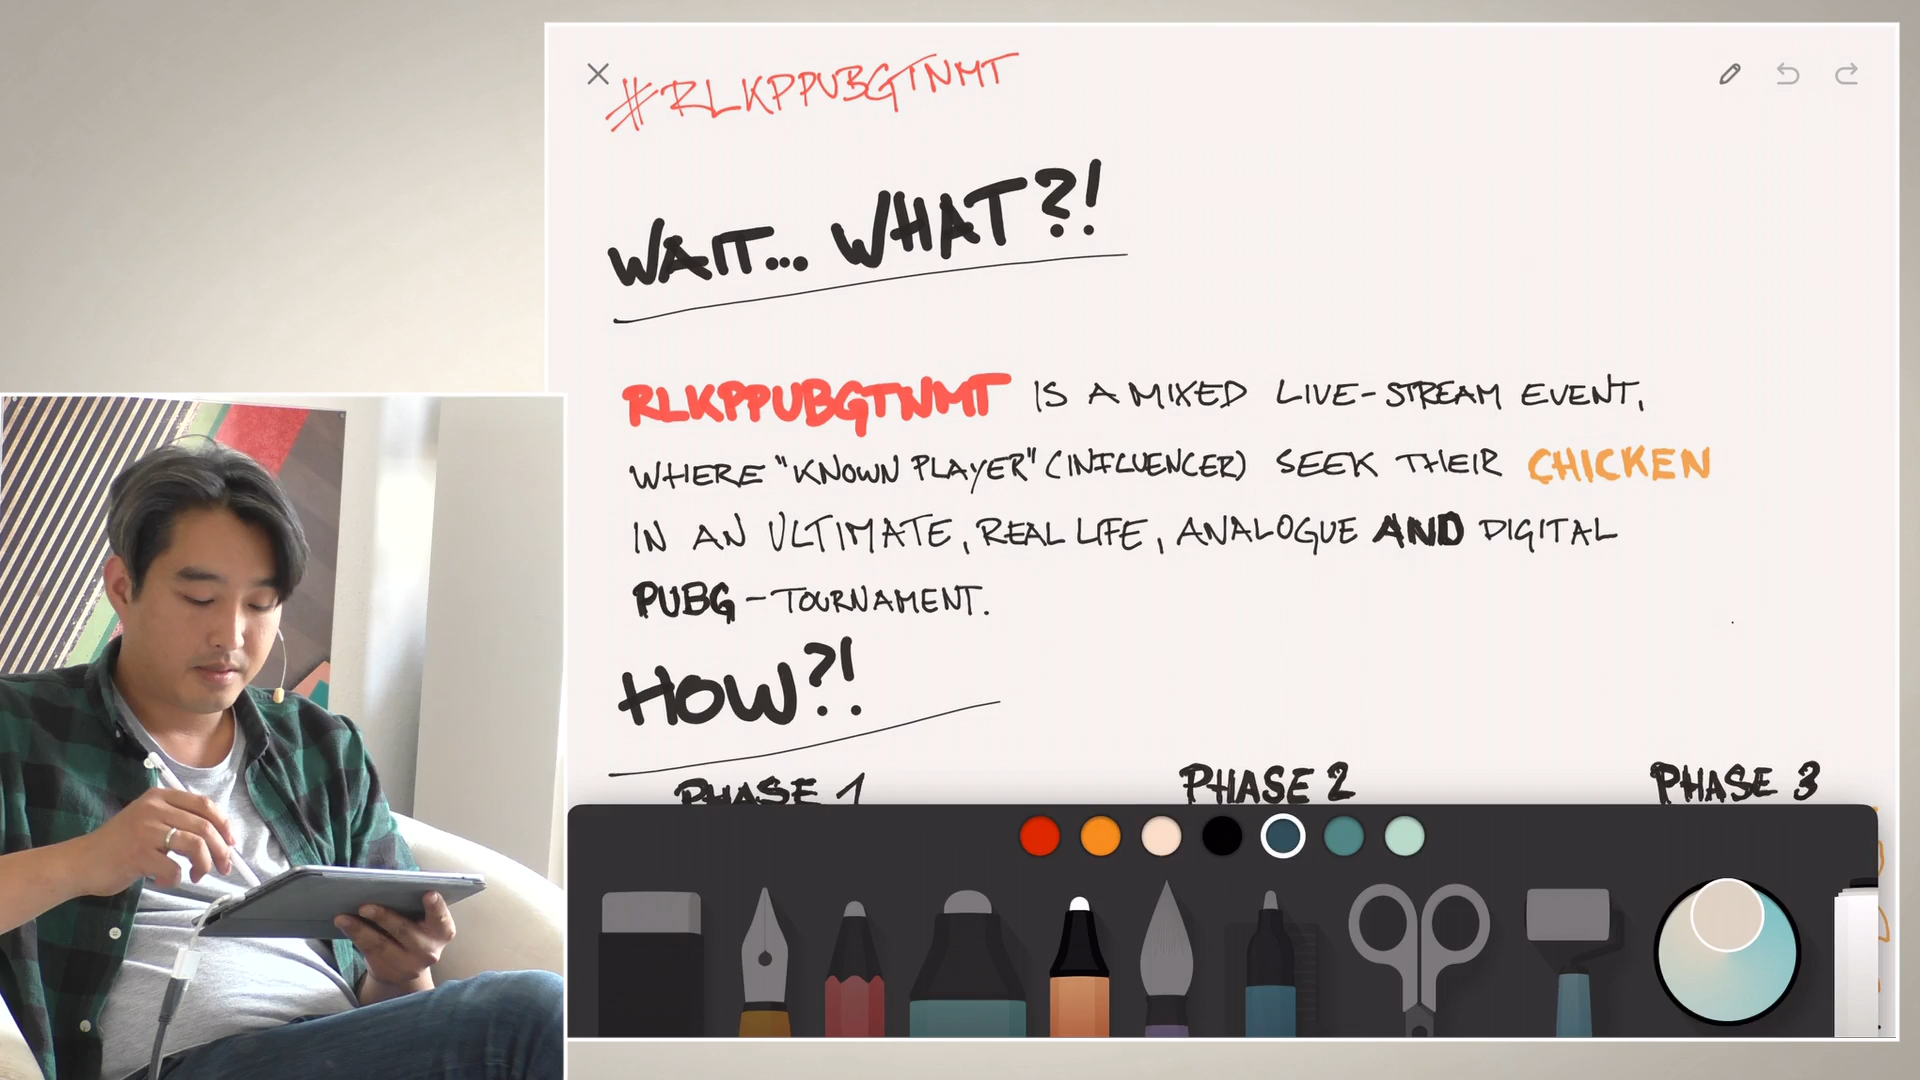 #RLKPPUBGTNMT
WAIT... WHAT?!
RLKPPUBGTNMT IS A MIXED LIVE-STREAM EVENT,
WHERE "KNOWN PLAYER" (INFLUENCER) SEEK THEIR CHICKEN
IN AN ULTIMATE, REAL LIFE, ANALOGUE AND DIGITAL
PUBG-TOURNAMENT.
HOW?!
PHASE 1 PHASE 2 PHASE 3